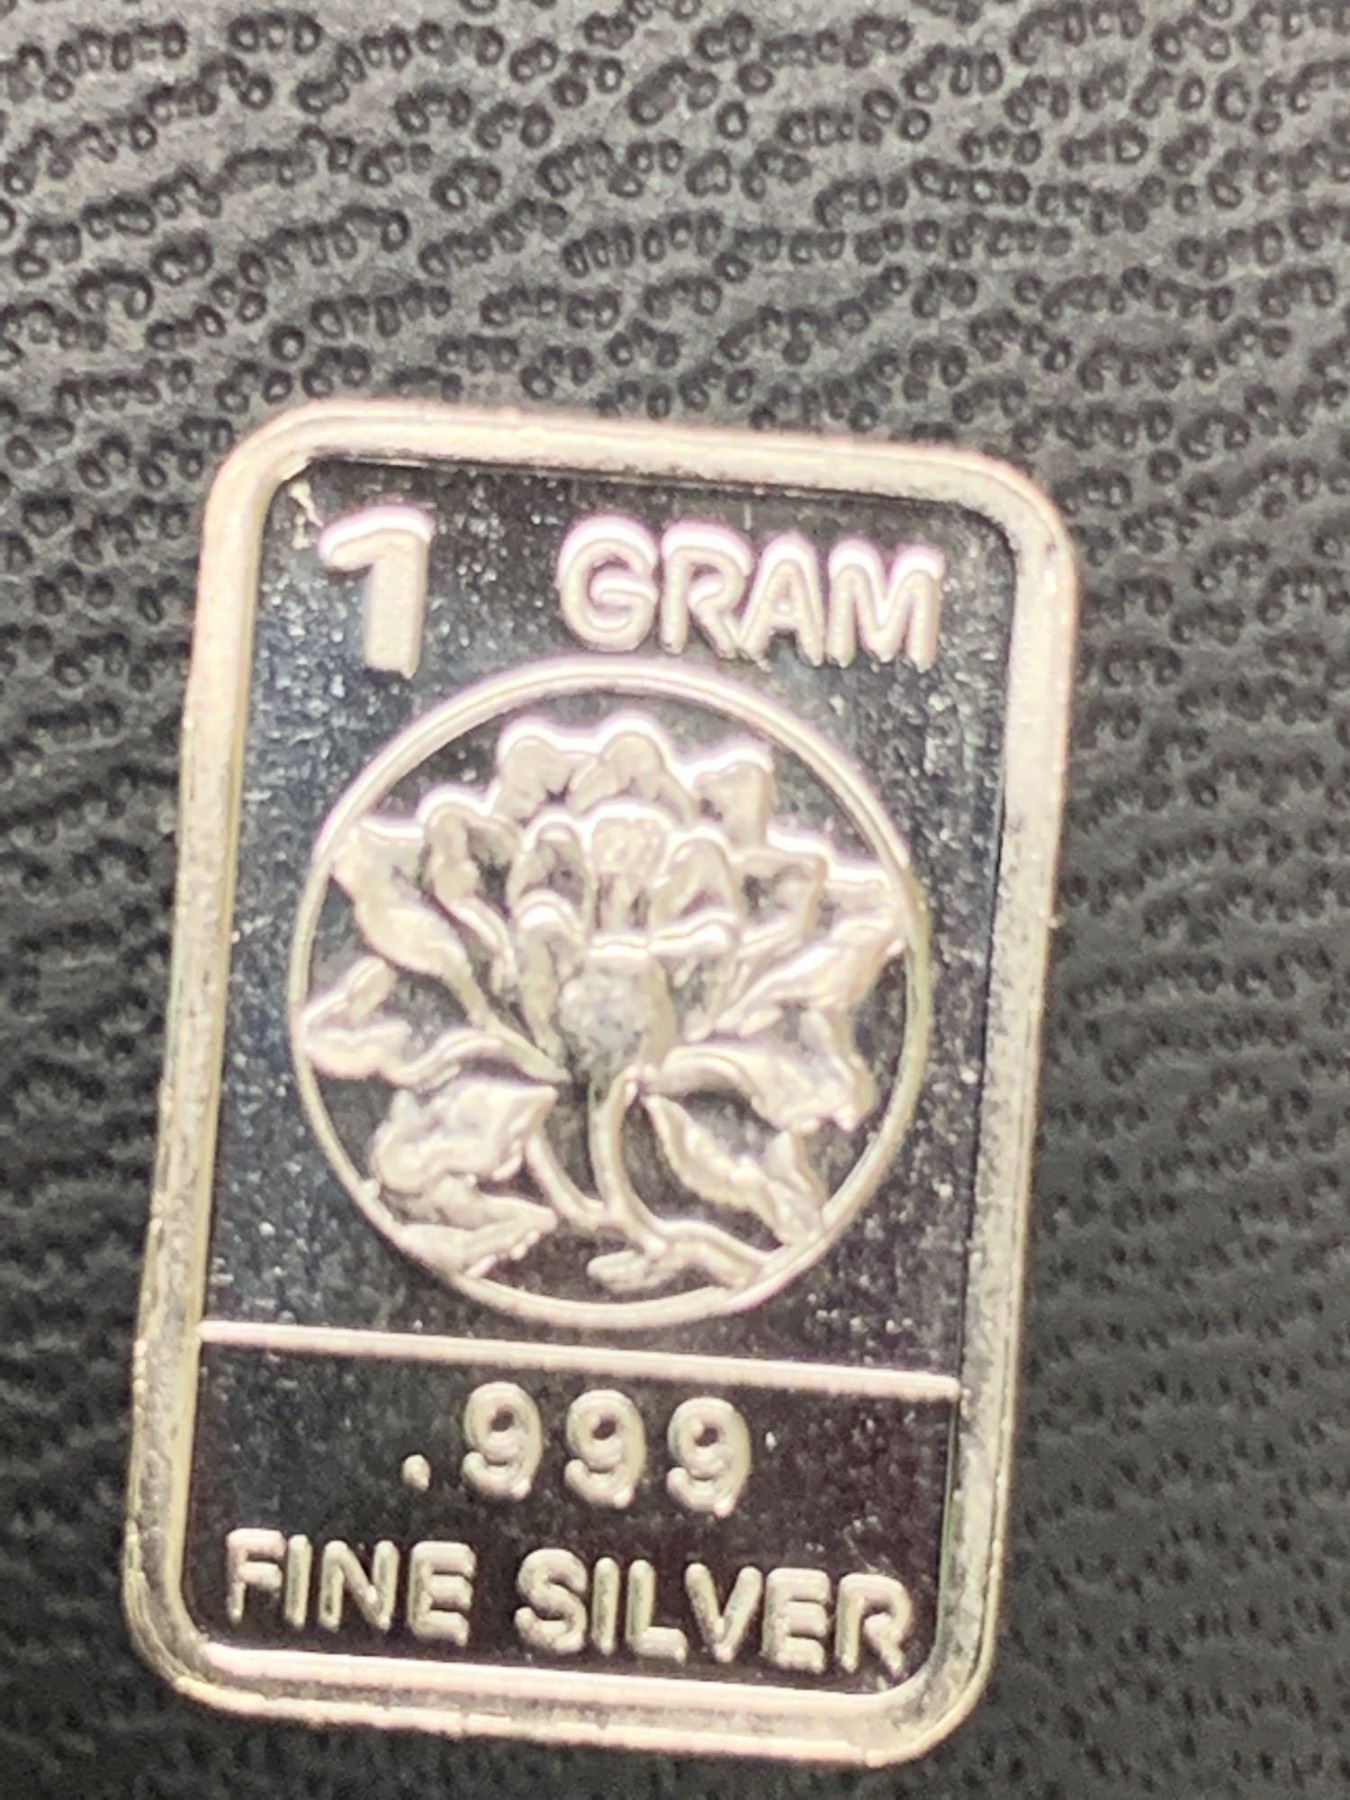 1 GRAM
.999
FINE SILVER